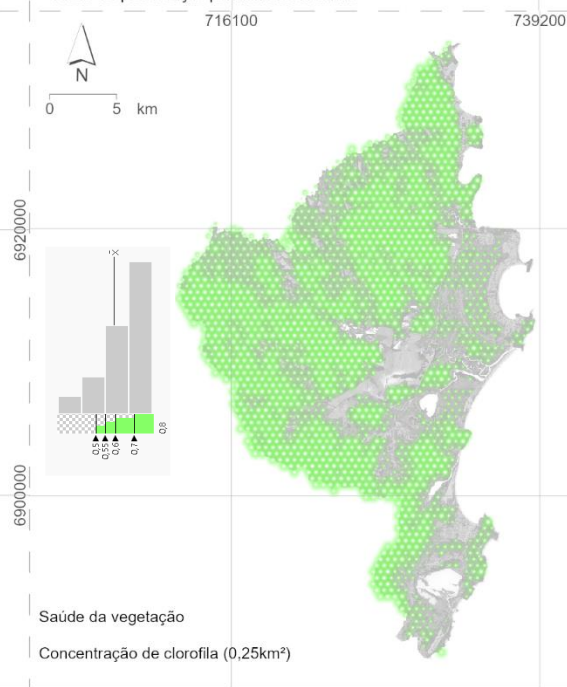 716100
739200
N
0 5 km
6920000
x̄
0,5
0,55
0,6
0,7
0,8
6900000
Saúde da vegetação
Concentração de clorofila (0,25km²)